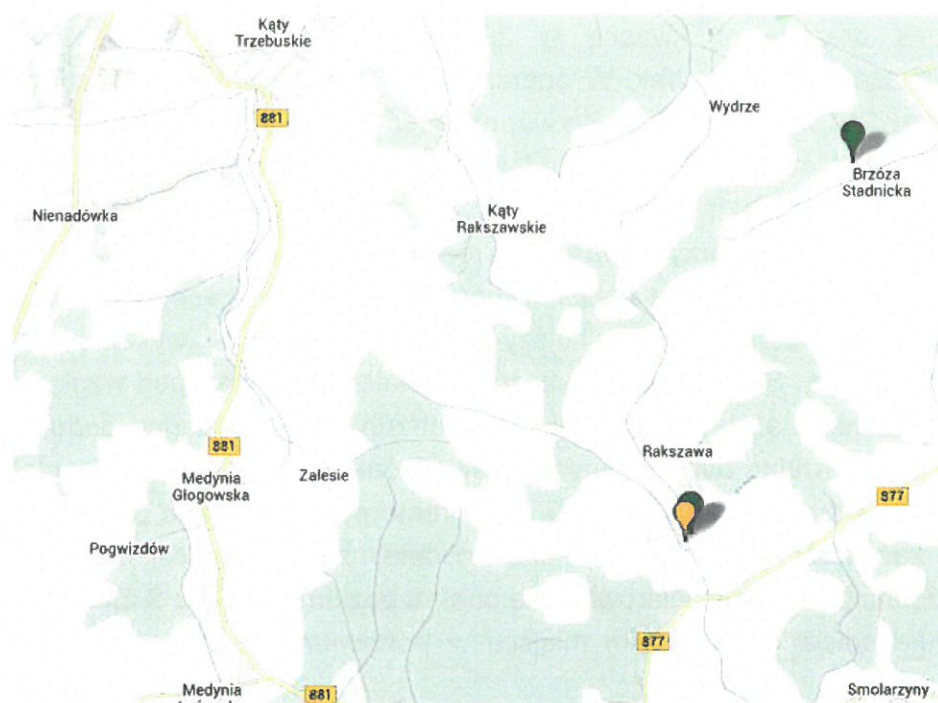 Kąty
Trzebuskie
881
Wydrze
Brzóza
Stadnicka
Nienadówka
Kąty
Rakszawskie
881
Rakszawa
Medynia
Głogowska
Zalesie
877
Pogwizdów
877
Medynia
881
Smolarzyny